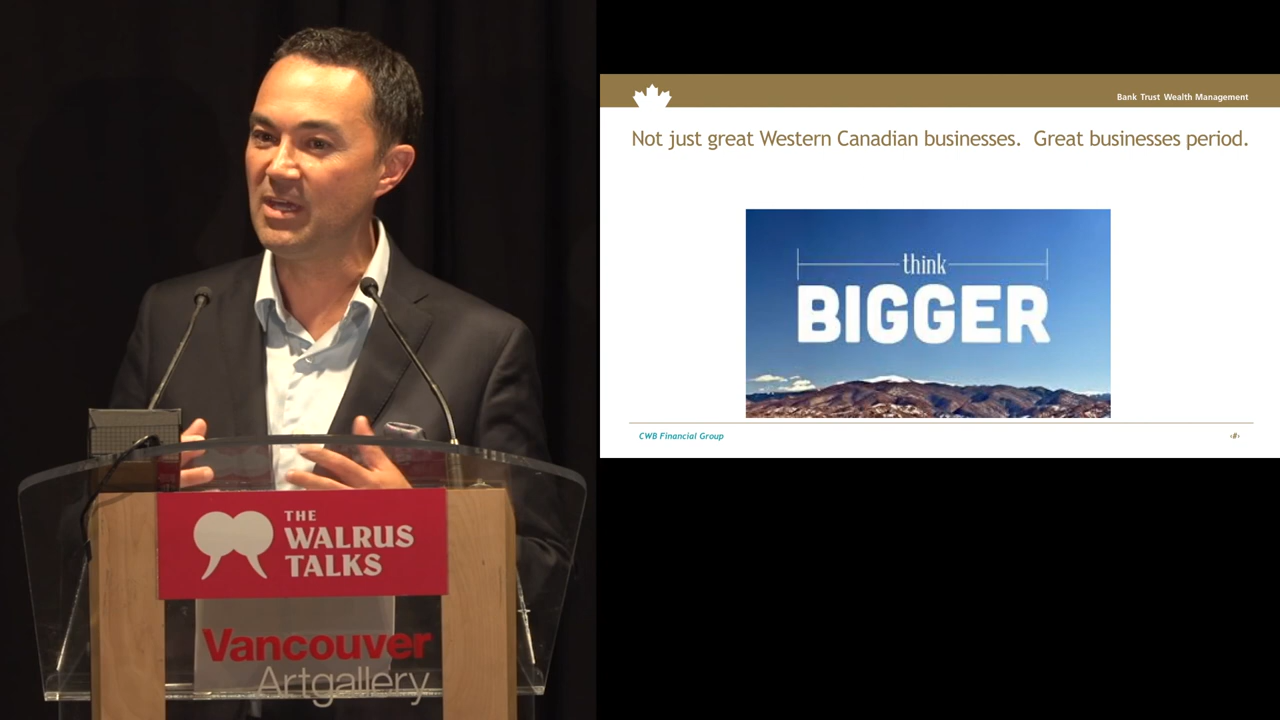 THE
WALRUS
TALKS
Vancouver
Artgallery
Bank Trust Wealth Management
Not just great Western Canadian businesses. Great businesses period.
think
BIGGER
CWB Financial Group
‹#›